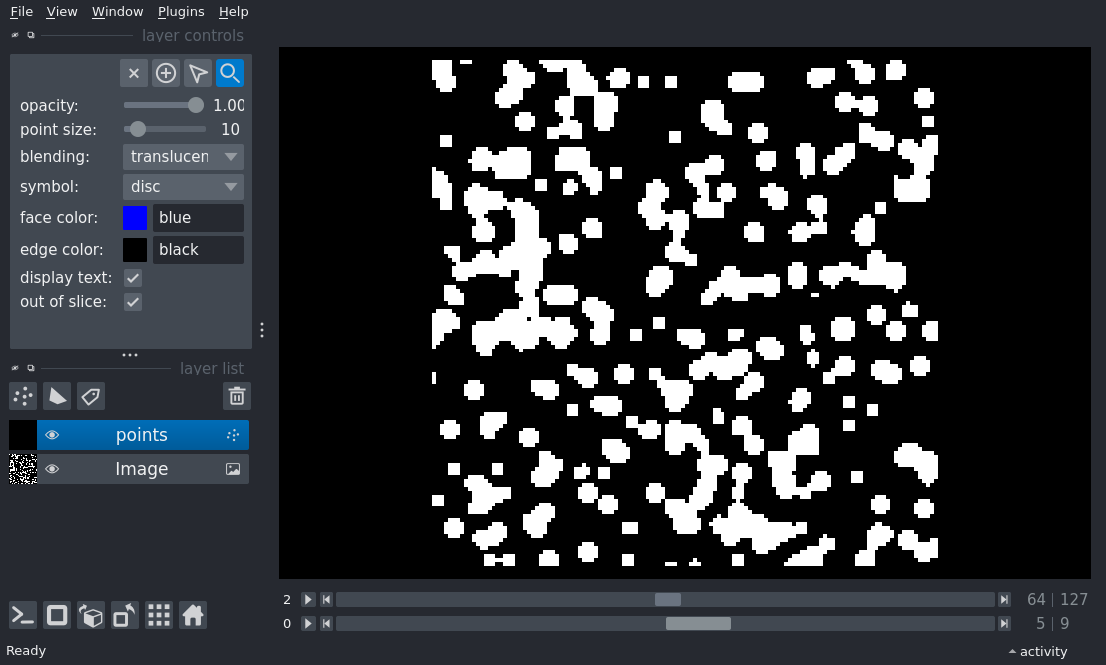 File View Window Plugins Help
layer controls
opacity: 1.00
point size: 10
blending: translucen
symbol: disc
face color: blue
edge color: black
display text:
out of slice:
layer list
points
Image
2 64 | 127
0 5 | 9
Ready activity